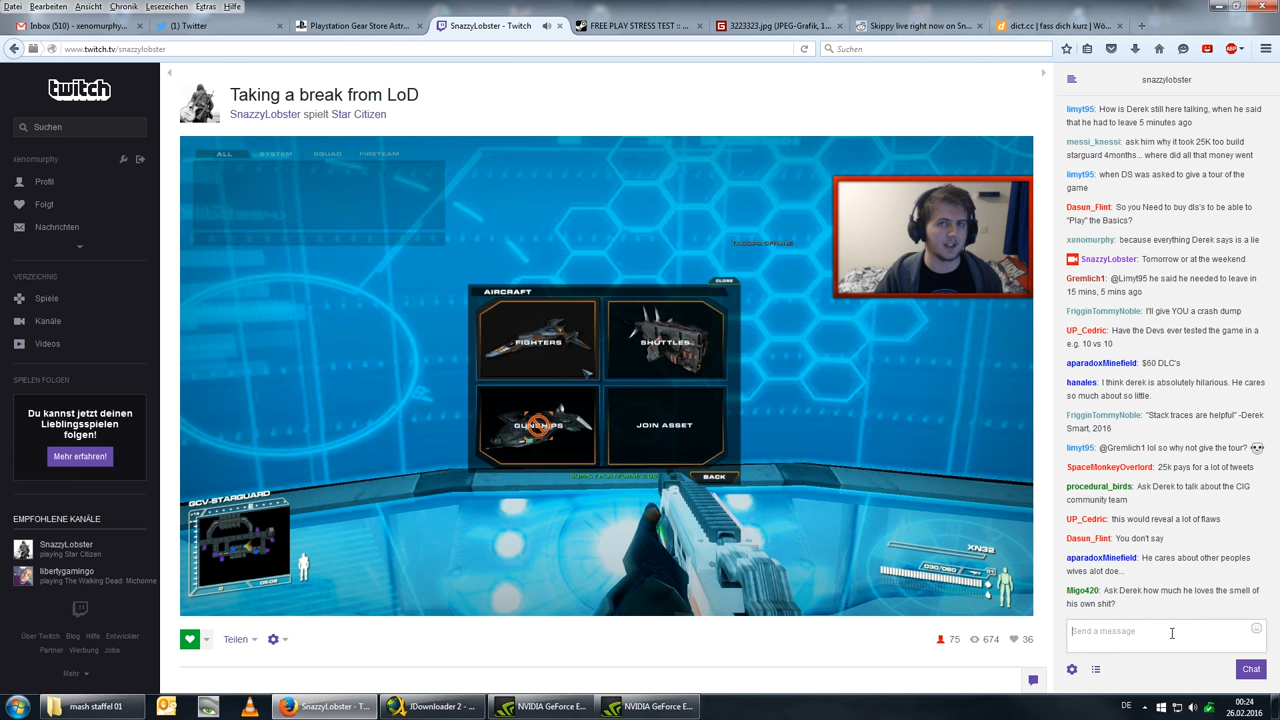 Datei Bearbeiten Ansicht Chronik Lesezeichen Extras Hilfe
Inbox (510) - xenomurphy...
(1) Twitter
Playstation Gear Store Astr...
SnazzyLobster - Twitch
FREE PLAY STRESS TEST :: ...
3223323.jpg (JPEG-Grafik, 1...
Skippy live right now on Sn...
dict.cc | fass dich kurz | Wö...
www.twitch.tv/snazzylobster
Suchen
twitch
Suchen
xenomurphy
Profil
Folgt
Nachrichten
VERZEICHNIS
Spiele
Kanäle
Videos
SPIELEN FOLGEN
Du kannst jetzt deinen
Lieblingsspielen
folgen!
Mehr erfahren!
EMPFOHLENE KANÄLE
SnazzyLobster
playing Star Citizen
libertygamingo
playing The Walking Dead: Michonne
Über Twitch Blog Hilfe Entwickler
Partner Werbung Jobs
Mehr
Taking a break from LoD
SnazzyLobster spielt Star Citizen
ALL SYSTEM SQUAD FIRETEAM
CLOSE
AIRCRAFT
FIGHTERS
SHUTTLES
GUNSHIPS
JOIN ASSET
BACK
GCV-STARGUARD
XN32
030/060
Teilen
75 674 36
snazzylobster
limyt95: How is Derek still here talking, when he said
that he had to leave 5 minutes ago
messi_knessi: ask him why it took 25K too build
starguard 4months... where did all that money went
limyt95: when DS was asked to give a tour of the
game
Dasun_Flint: So you Need to buy dls's to be able to
"Play" the Basics?
xenomurphy: because everything Derek says is a lie
SnazzyLobster: Tomorrow or at the weekend
Gremlich1: @Limyt95 he said he needed to leave in
15 mins, 5 mins ago
FrigginTommyNoble: I'll give YOU a crash dump
UP_Cedric: Have the Devs ever tested the game in a
e.g. 10 vs 10
aparadoxMinefield: $60 DLC's
hanales: I think derek is absolutely hilarious. He cares
so much about so little.
FrigginTommyNoble: "Stack traces are helpful" -Derek
Smart, 2016
limyt95: @Gremlich1 lol so why not give the tour?
SpaceMonkeyOverlord: 25k pays for a lot of tweets
procedural_birds: Ask Derek to talk about the CIG
community team
UP_Cedric: this would reveal a lot of flaws
Dasun_Flint: You don't say
aparadoxMinefield: He cares about other peoples
wives alot doe...
Migo420: Ask Derek how much he loves the smell of
his own shit?
Send a message
Chat
mash staffel 01
SnazzyLobster - T...
JDownloader 2 - ...
NVIDIA GeForce E...
NVIDIA GeForce E...
DE
00:24
26.02.2016